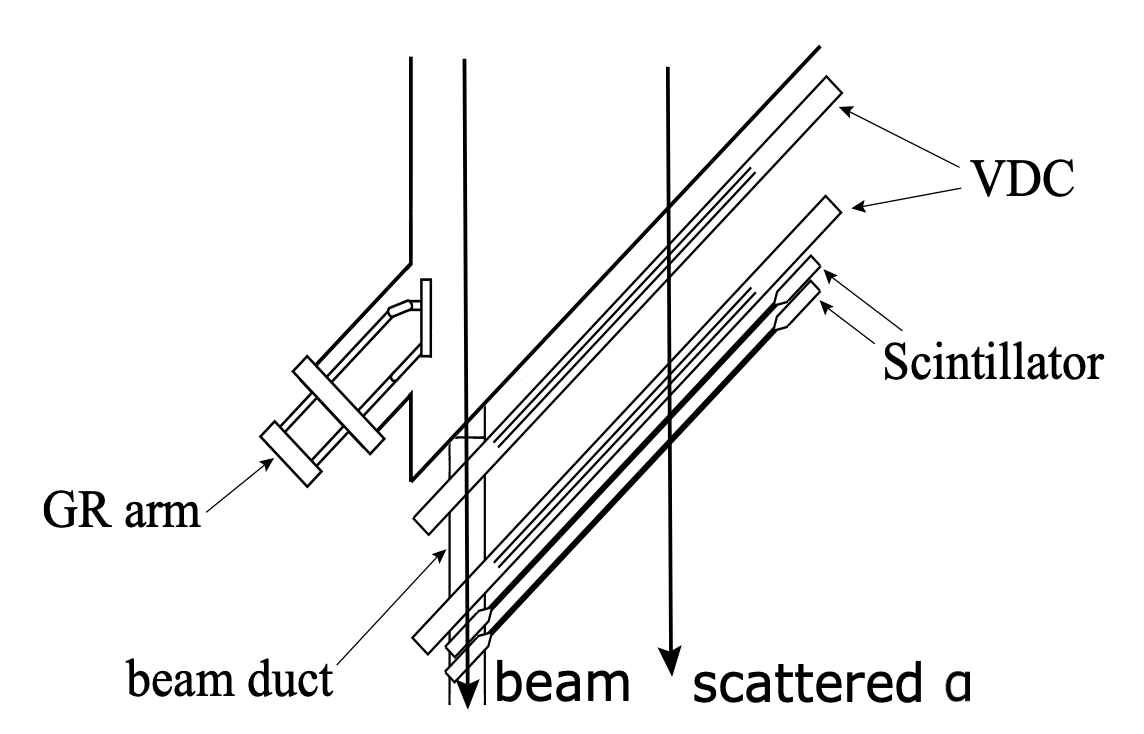 VDC
Scintillator
GR arm
beam duct
beam
scattered α